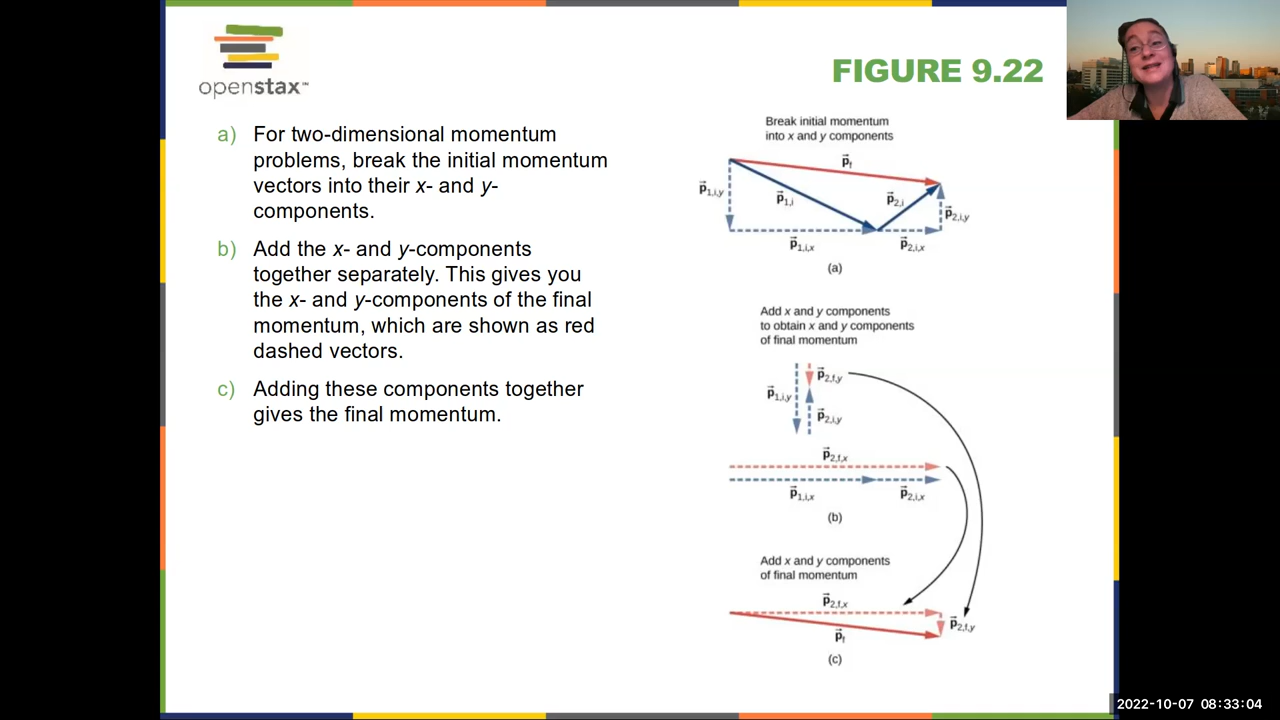 openstax™
FIGURE 9.22
a) For two-dimensional momentum
problems, break the initial momentum
vectors into their x- and y-
components.
b) Add the x- and y-components
together separately. This gives you
the x- and y-components of the final
momentum, which are shown as red
dashed vectors.
c) Adding these components together
gives the final momentum.
Break initial momentum
into x and y components
p⃗f
p⃗1,i,y
p⃗1,i
p⃗2,i
p⃗2,i,y
p⃗1,i,x
p⃗2,i,x
(a)
Add x and y components
to obtain x and y components
of final momentum
p⃗2,f,y
p⃗1,i,y
p⃗2,i,y
p⃗2,f,x
p⃗1,i,x
p⃗2,i,x
(b)
Add x and y components
of final momentum
p⃗2,f,x
p⃗2,f,y
p⃗f
(c)
2022-10-07 08:33:04